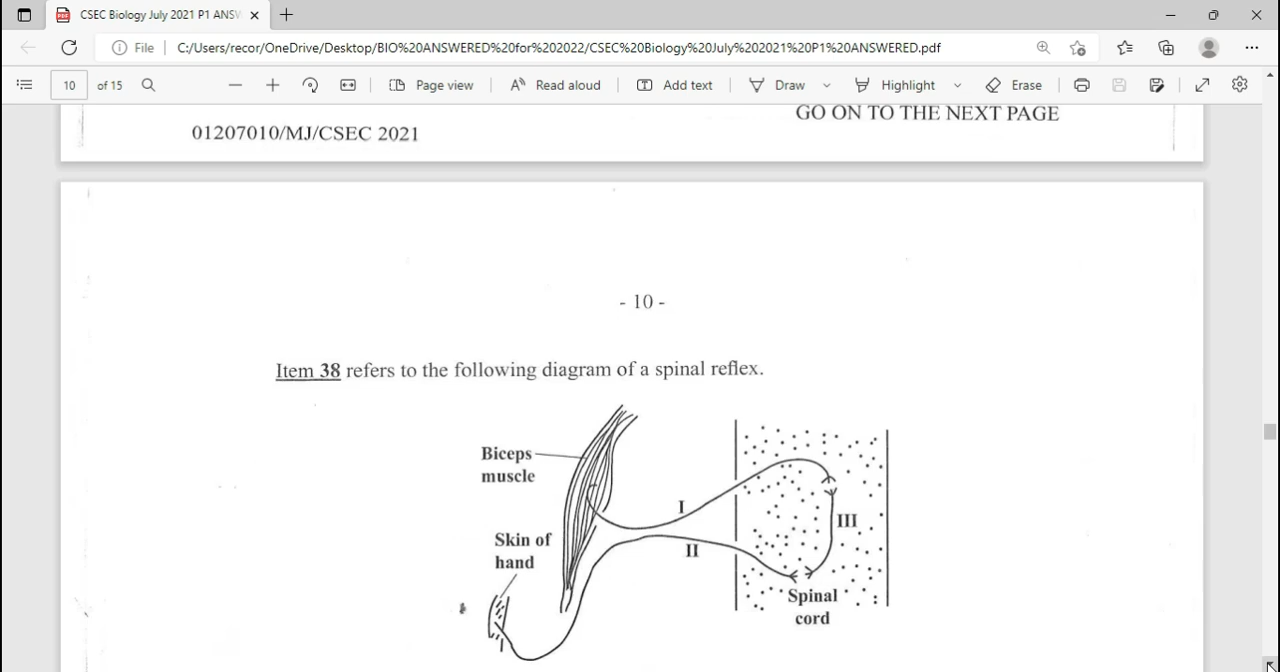 CSEC Biology July 2021 P1 ANSV
File
C:/Users/recor/OneDrive/Desktop/BIO%20ANSWERED%20for%202022/CSEC%20Biology%20July%202021%20P1%20ANSWERED.pdf
10 of 15
Page view
Read aloud
Add text
Draw
Highlight
Erase
GO ON TO THE NEXT PAGE
01207010/MJ/CSEC 2021
- 10 -
Item 38 refers to the following diagram of a spinal reflex.
Biceps
muscle
I
III
Skin of
hand
II
Spinal
cord